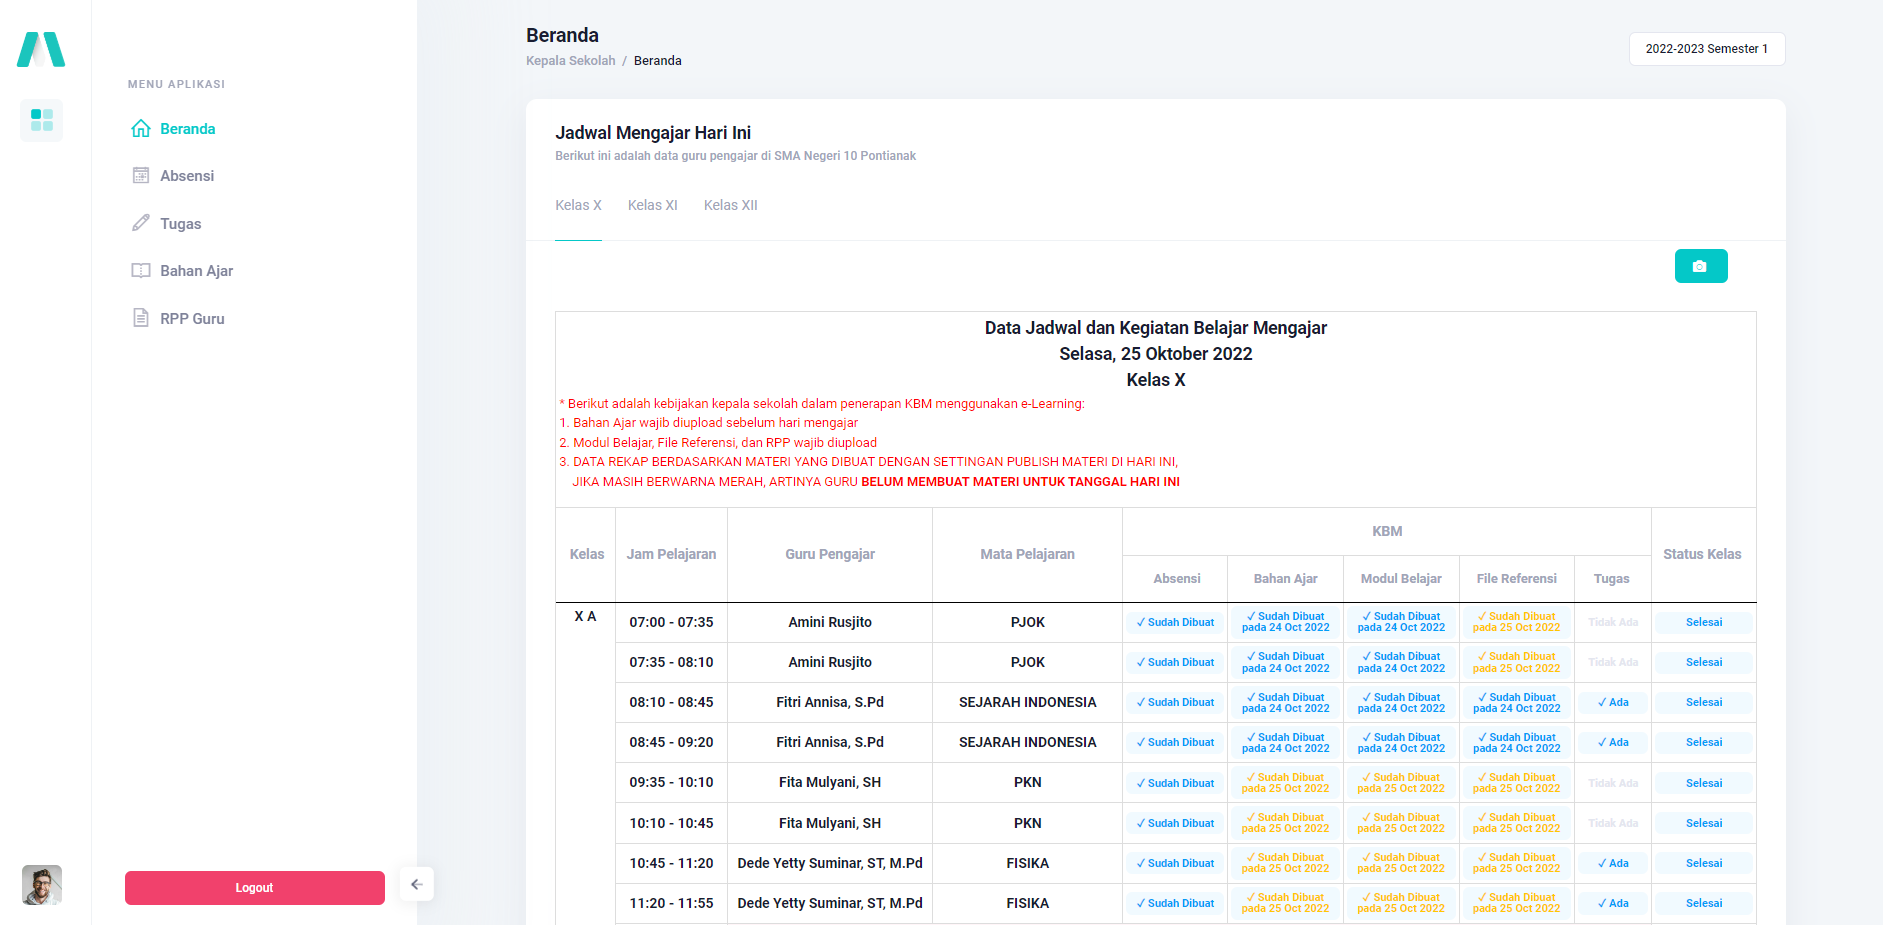 Beranda
Kepala Sekolah / Beranda
2022-2023 Semester 1
MENU APLIKASI
Beranda
Absensi
Tugas
Bahan Ajar
RPP Guru
Logout
Jadwal Mengajar Hari Ini
Berikut ini adalah data guru pengajar di SMA Negeri 10 Pontianak
Kelas X Kelas XI Kelas XII
Data Jadwal dan Kegiatan Belajar Mengajar
Selasa, 25 Oktober 2022
Kelas X
* Berikut adalah kebijakan kepala sekolah dalam penerapan KBM menggunakan e-Learning:
1. Bahan Ajar wajib diupload sebelum hari mengajar
2. Modul Belajar, File Referensi, dan RPP wajib diupload
3. DATA REKAP BERDASARKAN MATERI YANG DIBUAT DENGAN SETTINGAN PUBLISH MATERI DI HARI INI,
JIKA MASIH BERWARNA MERAH, ARTINYA GURU BELUM MEMBUAT MATERI UNTUK TANGGAL HARI INI
Kelas Jam Pelajaran Guru Pengajar Mata Pelajaran KBM Status Kelas
Absensi Bahan Ajar Modul Belajar File Referensi Tugas
X A 07:00 - 07:35 Amini Rusjito PJOK ✓ Sudah Dibuat ✓ Sudah Dibuat pada 24 Oct 2022 ✓ Sudah Dibuat pada 24 Oct 2022 ✓ Sudah Dibuat pada 25 Oct 2022 Tidak Ada Selesai
07:35 - 08:10 Amini Rusjito PJOK ✓ Sudah Dibuat ✓ Sudah Dibuat pada 24 Oct 2022 ✓ Sudah Dibuat pada 24 Oct 2022 ✓ Sudah Dibuat pada 25 Oct 2022 Tidak Ada Selesai
08:10 - 08:45 Fitri Annisa, S.Pd SEJARAH INDONESIA ✓ Sudah Dibuat ✓ Sudah Dibuat pada 24 Oct 2022 ✓ Sudah Dibuat pada 24 Oct 2022 ✓ Sudah Dibuat pada 24 Oct 2022 ✓ Ada Selesai
08:45 - 09:20 Fitri Annisa, S.Pd SEJARAH INDONESIA ✓ Sudah Dibuat ✓ Sudah Dibuat pada 24 Oct 2022 ✓ Sudah Dibuat pada 24 Oct 2022 ✓ Sudah Dibuat pada 24 Oct 2022 ✓ Ada Selesai
09:35 - 10:10 Fita Mulyani, SH PKN ✓ Sudah Dibuat ✓ Sudah Dibuat pada 25 Oct 2022 ✓ Sudah Dibuat pada 25 Oct 2022 ✓ Sudah Dibuat pada 25 Oct 2022 Tidak Ada Selesai
10:10 - 10:45 Fita Mulyani, SH PKN ✓ Sudah Dibuat ✓ Sudah Dibuat pada 25 Oct 2022 ✓ Sudah Dibuat pada 25 Oct 2022 ✓ Sudah Dibuat pada 25 Oct 2022 Tidak Ada Selesai
10:45 - 11:20 Dede Yetty Suminar, ST, M.Pd FISIKA ✓ Sudah Dibuat ✓ Sudah Dibuat pada 25 Oct 2022 ✓ Sudah Dibuat pada 25 Oct 2022 ✓ Sudah Dibuat pada 25 Oct 2022 ✓ Ada Selesai
11:20 - 11:55 Dede Yetty Suminar, ST, M.Pd FISIKA ✓ Sudah Dibuat ✓ Sudah Dibuat pada 25 Oct 2022 ✓ Sudah Dibuat pada 25 Oct 2022 ✓ Sudah Dibuat pada 25 Oct 2022 ✓ Ada Selesai